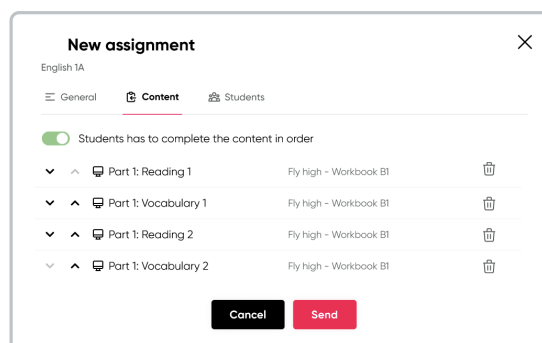 New assignment
English 1A
General Content Students
Students has to complete the content in order
Part 1: Reading 1 Fly high - Workbook B1
Part 1: Vocabulary 1 Fly high - Workbook B1
Part 1: Reading 2 Fly high - Workbook B1
Part 1: Vocabulary 2 Fly high - Workbook B1
Cancel Send